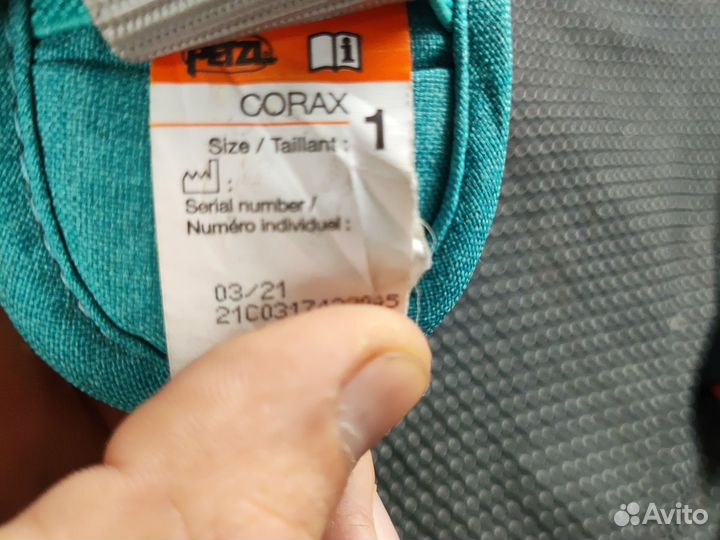 PETZL
CORAX
Size / Taillant : 1
:
Serial number /
Numéro individuel :
03/21
Avito